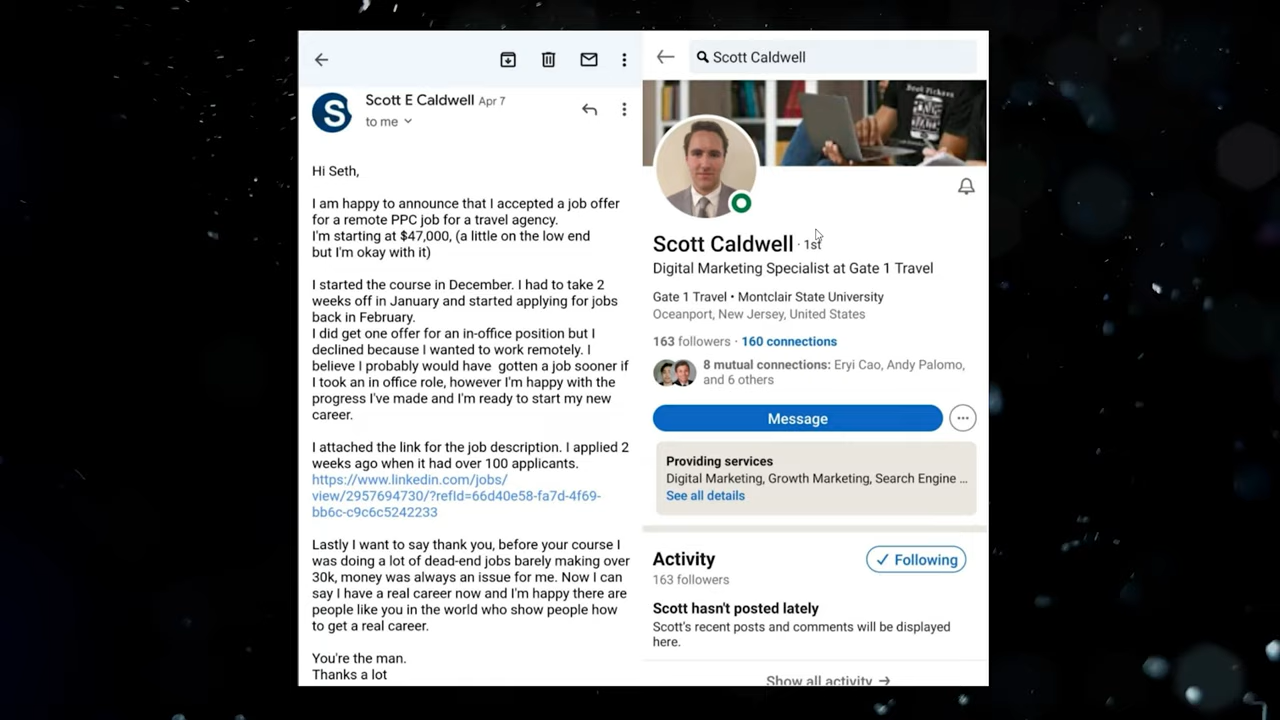 S
Scott E Caldwell Apr 7
to me
Hi Seth,
I am happy to announce that I accepted a job offer
for a remote PPC job for a travel agency.
I'm starting at $47,000, (a little on the low end
but I'm okay with it)
I started the course in December. I had to take 2
weeks off in January and started applying for jobs
back in February.
I did get one offer for an in-office position but I
declined because I wanted to work remotely. I
believe I probably would have gotten a job sooner if
I took an in office role, however I'm happy with the
progress I've made and I'm ready to start my new
career.
I attached the link for the job description. I applied 2
weeks ago when it had over 100 applicants.
https://www.linkedin.com/jobs/
view/2957694730/?refId=66d40e58-fa7d-4f69-
bb6c-c9c6c5242233
Lastly I want to say thank you, before your course I
was doing a lot of dead-end jobs barely making over
30k, money was always an issue for me. Now I can
say I have a real career now and I'm happy there are
people like you in the world who show people how
to get a real career.
You're the man.
Thanks a lot
Scott Caldwell
Scott Caldwell · 1st
Digital Marketing Specialist at Gate 1 Travel
Gate 1 Travel • Montclair State University
Oceanport, New Jersey, United States
163 followers · 160 connections
8 mutual connections: Eryi Cao, Andy Palomo,
and 6 others
Message
Providing services
Digital Marketing, Growth Marketing, Search Engine ...
See all details
Activity
Following
163 followers
Scott hasn't posted lately
Scott's recent posts and comments will be displayed
here.
Show all activity →